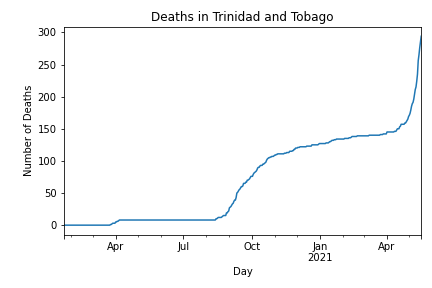 Deaths in Trinidad and Tobago
300
250
200
150
100
50
0
Number of Deaths
Apr
Jul
Oct
Jan
2021
Apr
Day